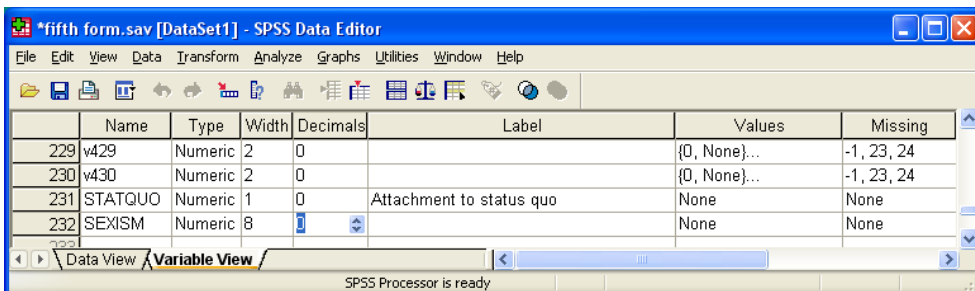 *fifth form.sav [DataSet1] - SPSS Data Editor
File Edit View Data Transform Analyze Graphs Utilities Window Help
Name Type Width Decimals Label Values Missing
229 v429 Numeric 2 0 {0, None}... -1, 23, 24
230 v430 Numeric 2 0 {0, None}... -1, 23, 24
231 STATQUO Numeric 1 0 Attachment to status quo None None
232 SEXISM Numeric 8 0 None None
Data View Variable View
SPSS Processor is ready